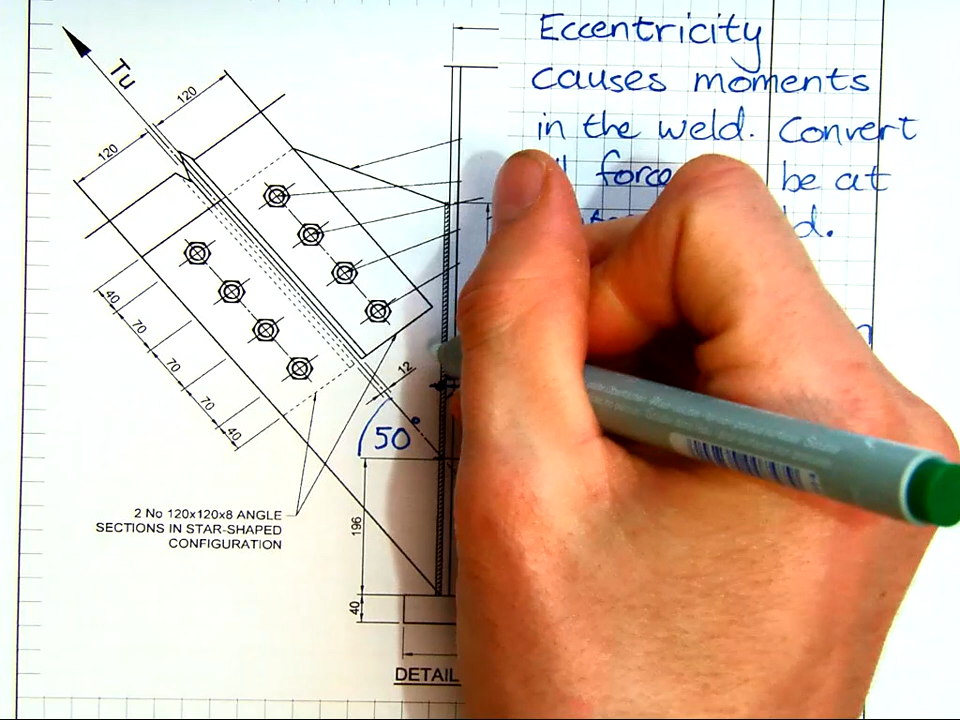 Eccentricity
causes moments
in the weld. Convert
be at
Tu
120
120
40
70
70
70
40
12
50°
2 No 120x120x8 ANGLE
SECTIONS IN STAR-SHAPED
CONFIGURATION
196
40
DETAIL